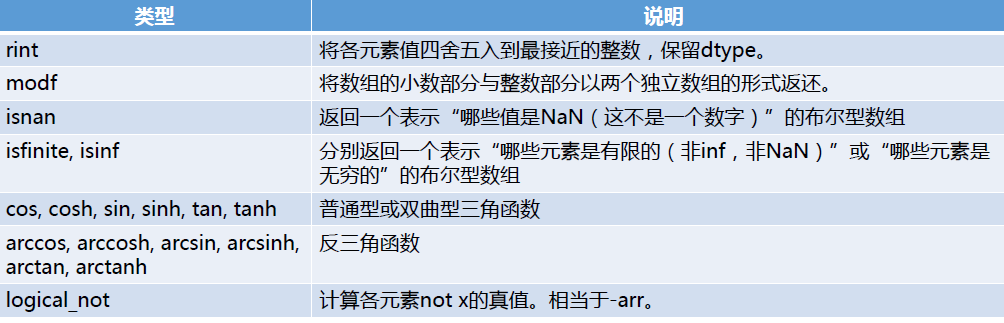 类型 说明
rint 将各元素值四舍五入到最接近的整数，保留dtype。
modf 将数组的小数部分与整数部分以两个独立数组的形式返还。
isnan 返回一个表示“哪些值是NaN（这不是一个数字）”的布尔型数组
isfinite, isinf 分别返回一个表示“哪些元素是有限的（非inf，非NaN）”或“哪些元素是
无穷的”的布尔型数组
cos, cosh, sin, sinh, tan, tanh 普通型或双曲型三角函数
arccos, arccosh, arcsin, arcsinh,
arctan, arctanh 反三角函数
logical_not 计算各元素not x的真值。相当于-arr。